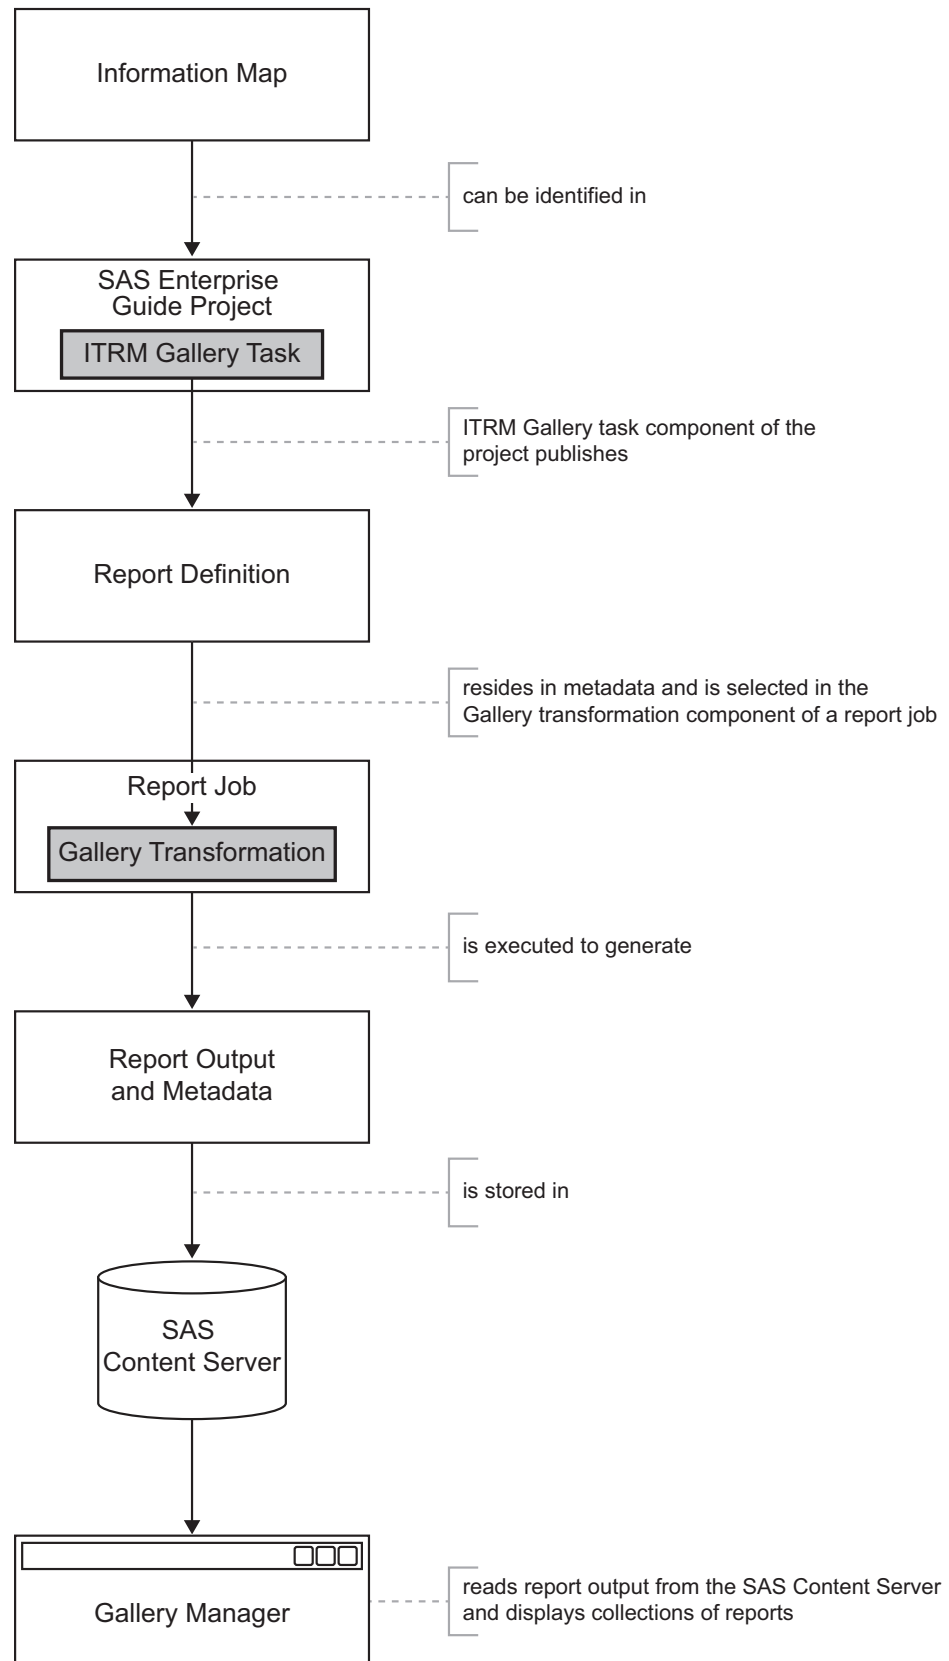 Information Map
can be identified in
SAS Enterprise
Guide Project
ITRM Gallery Task
ITRM Gallery task component of the
project publishes
Report Definition
resides in metadata and is selected in the
Gallery transformation component of a report job
Report Job
Gallery Transformation
is executed to generate
Report Output
and Metadata
is stored in
SAS
Content Server
Gallery Manager
reads report output from the SAS Content Server
and displays collections of reports